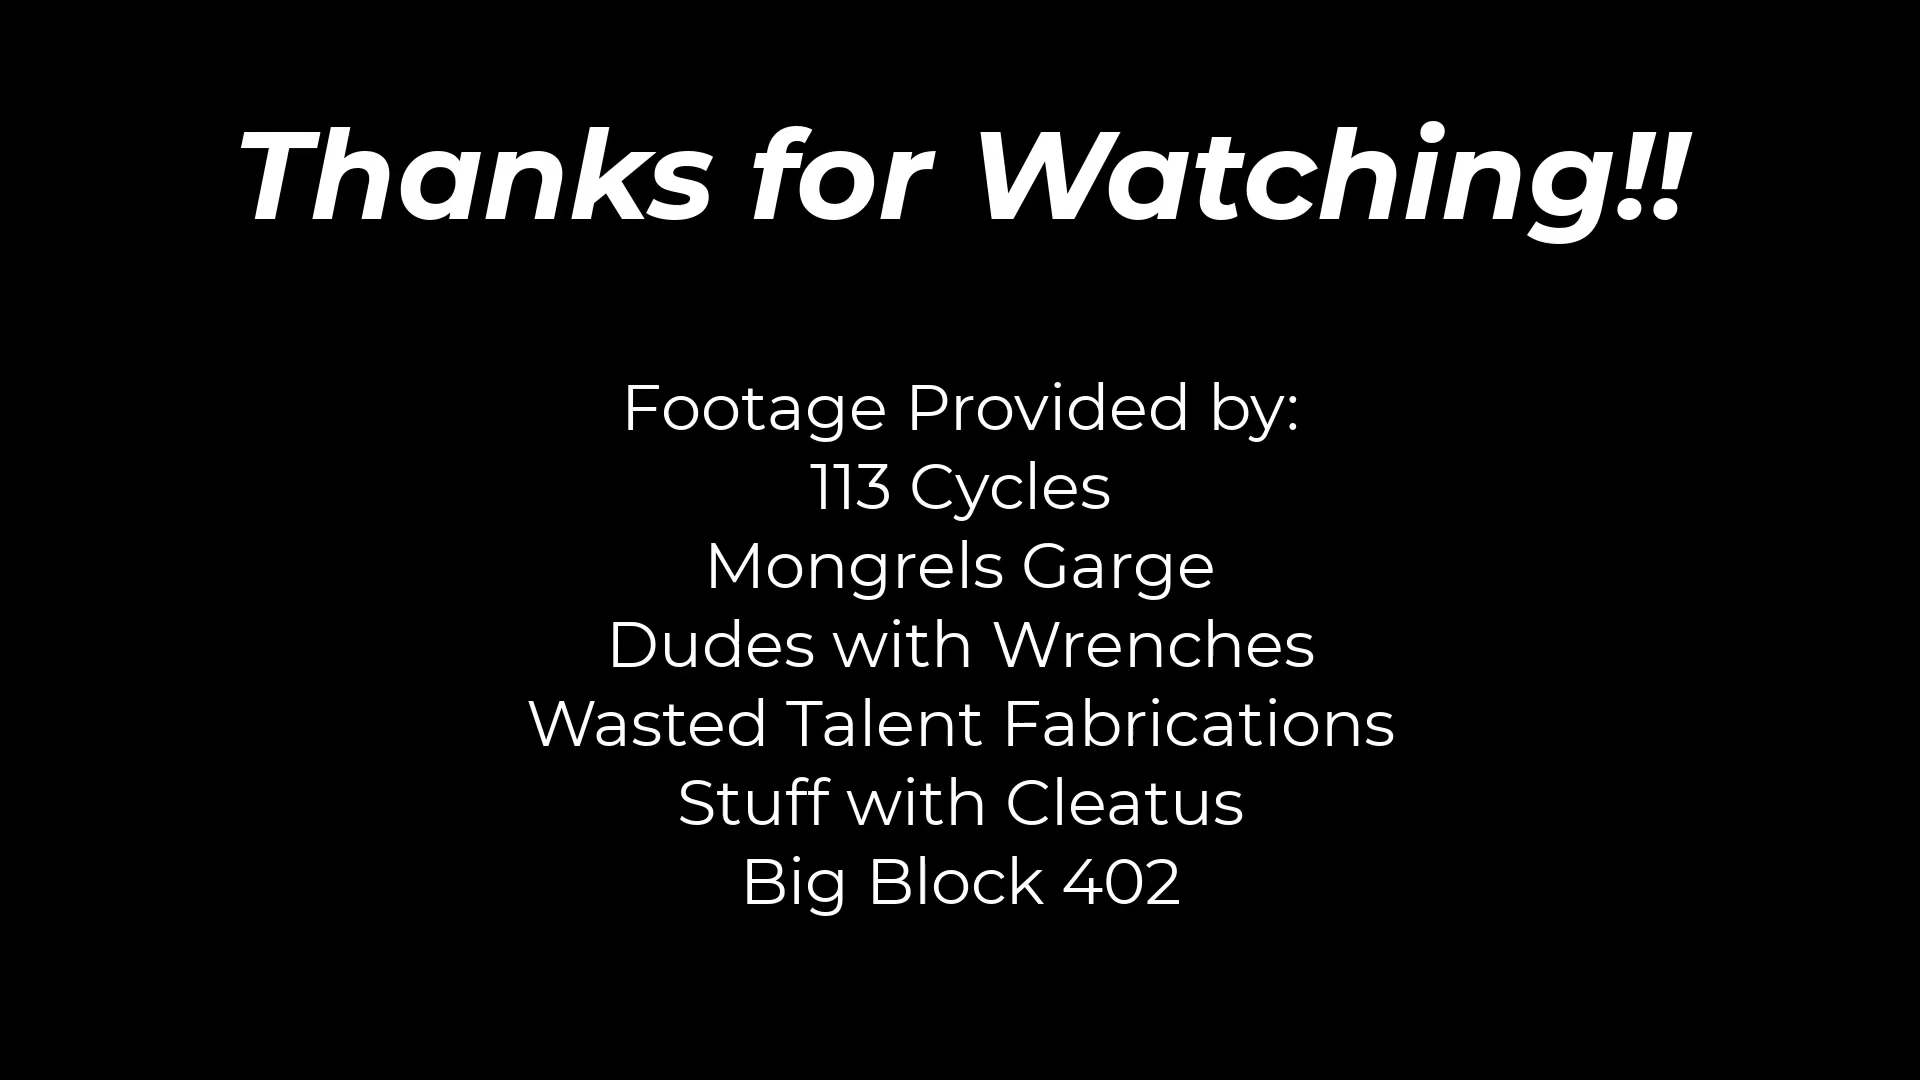 Thanks for Watching!!
Footage Provided by:
113 Cycles
Mongrels Garge
Dudes with Wrenches
Wasted Talent Fabrications
Stuff with Cleatus
Big Block 402